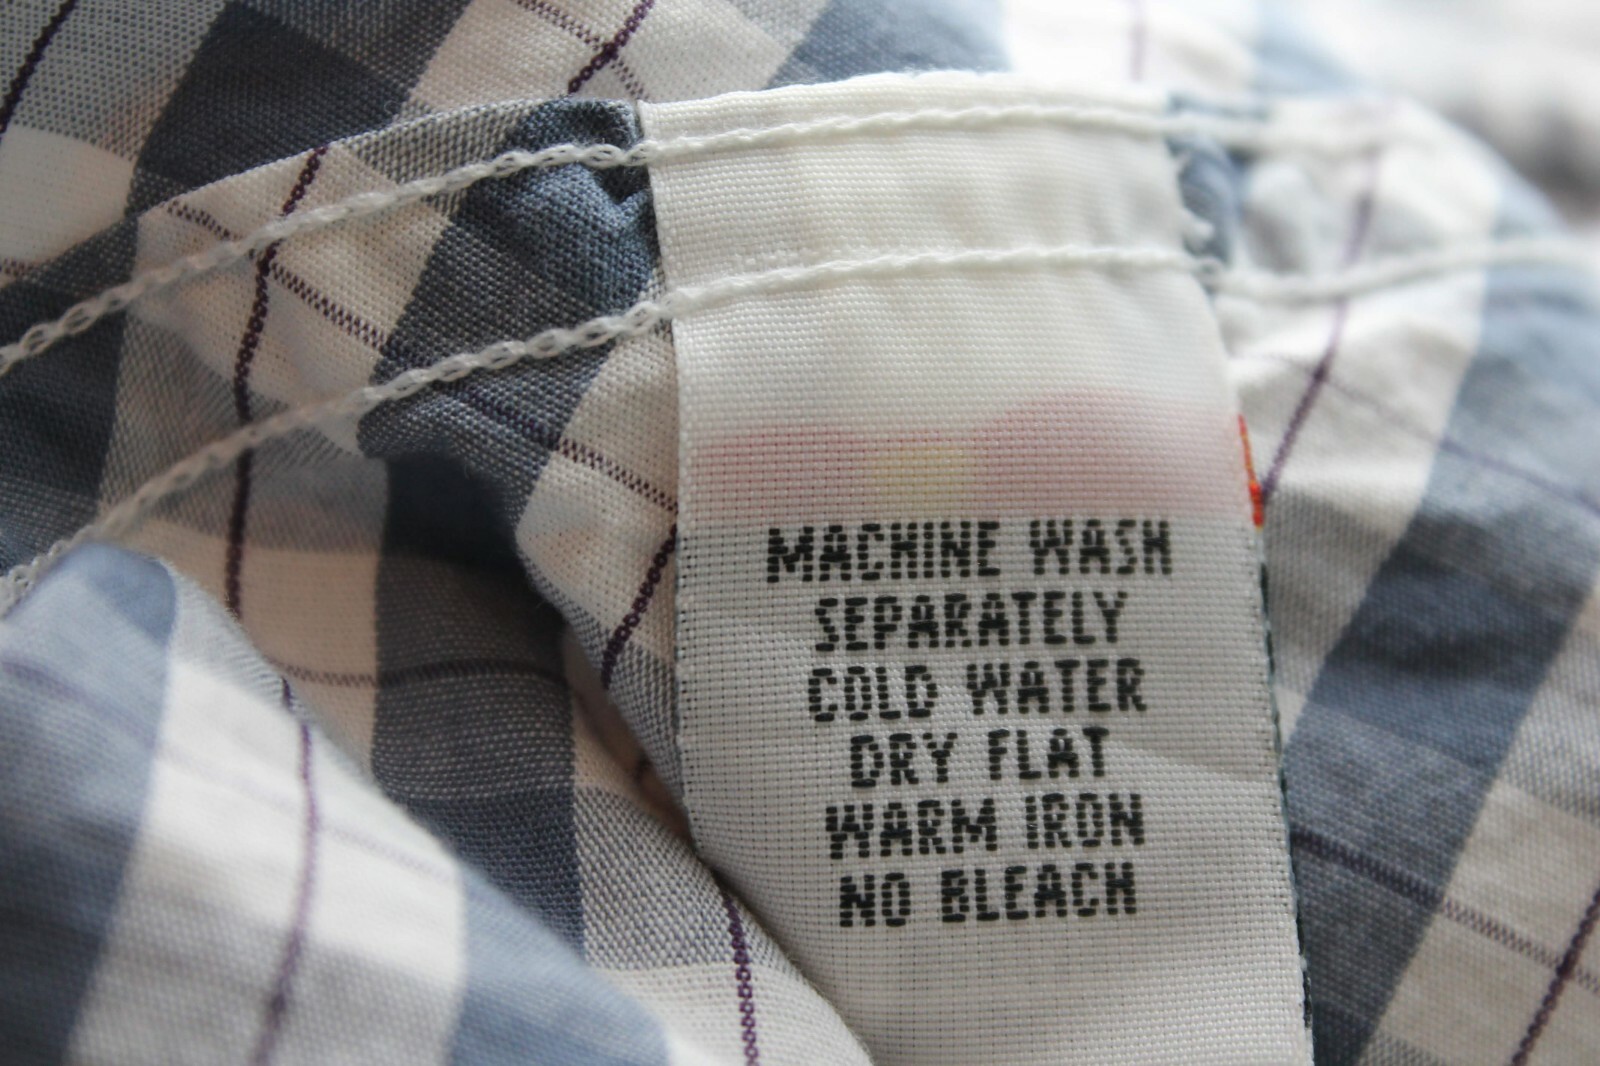 MACHINE WASH
SEPARATELY
COLD WATER
DRY FLAT
WARM IRON
NO BLEACH